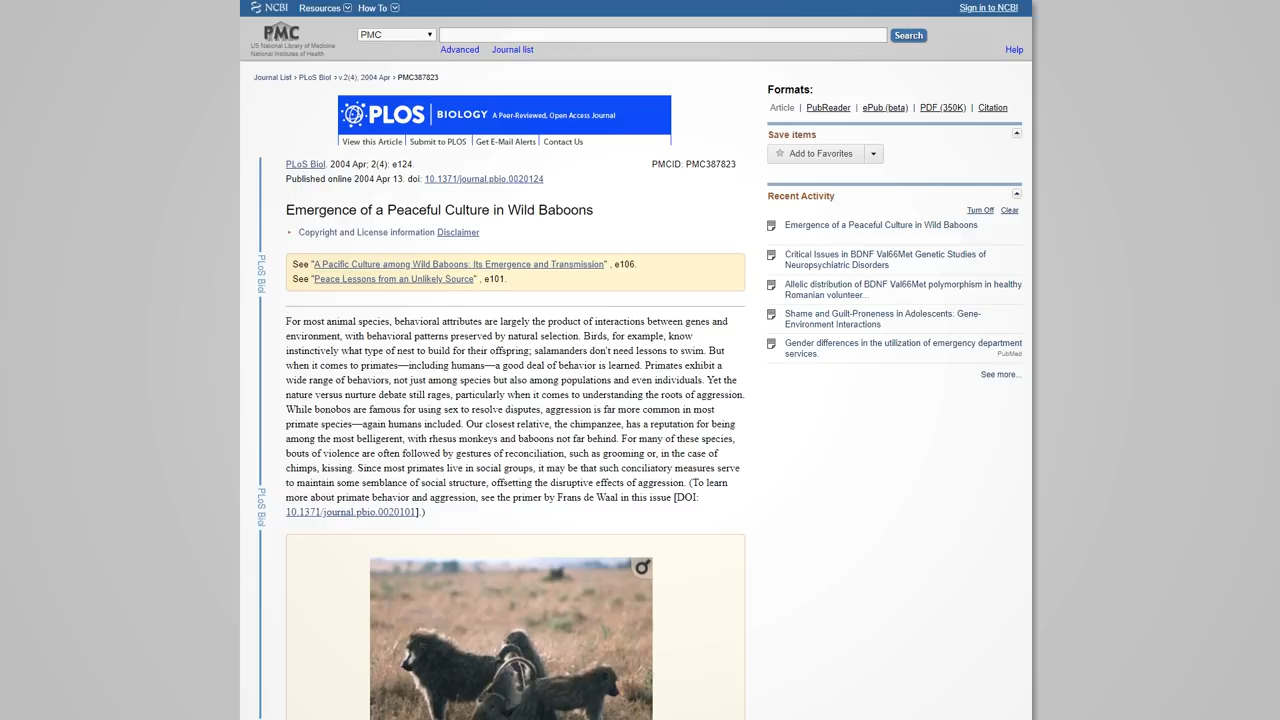 NCBI Resources How To Sign in to NCBI
PMC
US National Library of Medicine
National Institutes of Health
PMC Search
Advanced Journal list Help
Journal List > PLoS Biol > v.2(4); 2004 Apr > PMC387823
PLOS BIOLOGY A Peer-Reviewed, Open Access Journal
View this Article Submit to PLOS Get E-Mail Alerts Contact Us
PLoS Biol. 2004 Apr; 2(4): e124. PMCID: PMC387823
Published online 2004 Apr 13. doi: 10.1371/journal.pbio.0020124
Emergence of a Peaceful Culture in Wild Baboons
Copyright and License information Disclaimer
See "A Pacific Culture among Wild Baboons: Its Emergence and Transmission" , e106.
See "Peace Lessons from an Unlikely Source" , e101.
For most animal species, behavioral attributes are largely the product of interactions between genes and
environment, with behavioral patterns preserved by natural selection. Birds, for example, know
instinctively what type of nest to build for their offspring; salamanders don't need lessons to swim. But
when it comes to primates—including humans—a good deal of behavior is learned. Primates exhibit a
wide range of behaviors, not just among species but also among populations and even individuals. Yet the
nature versus nurture debate still rages, particularly when it comes to understanding the roots of aggression.
While bonobos are famous for using sex to resolve disputes, aggression is far more common in most
primate species—again humans included. Our closest relative, the chimpanzee, has a reputation for being
among the most belligerent, with rhesus monkeys and baboons not far behind. For many of these species,
bouts of violence are often followed by gestures of reconciliation, such as grooming or, in the case of
chimps, kissing. Since most primates live in social groups, it may be that such conciliatory measures serve
to maintain some semblance of social structure, offsetting the disruptive effects of aggression. (To learn
more about primate behavior and aggression, see the primer by Frans de Waal in this issue [DOI:
10.1371/journal.pbio.0020101].)
PLoS Biol
PLoS Biol
Formats:
Article | PubReader | ePub (beta) | PDF (350K) | Citation
Save items
Add to Favorites
Recent Activity
Turn Off Clear
Emergence of a Peaceful Culture in Wild Baboons
Critical Issues in BDNF Val66Met Genetic Studies of
Neuropsychiatric Disorders
Allelic distribution of BDNF Val66Met polymorphism in healthy
Romanian volunteer...
Shame and Guilt-Proneness in Adolescents: Gene-
Environment Interactions
Gender differences in the utilization of emergency department
services.
PubMed
See more...